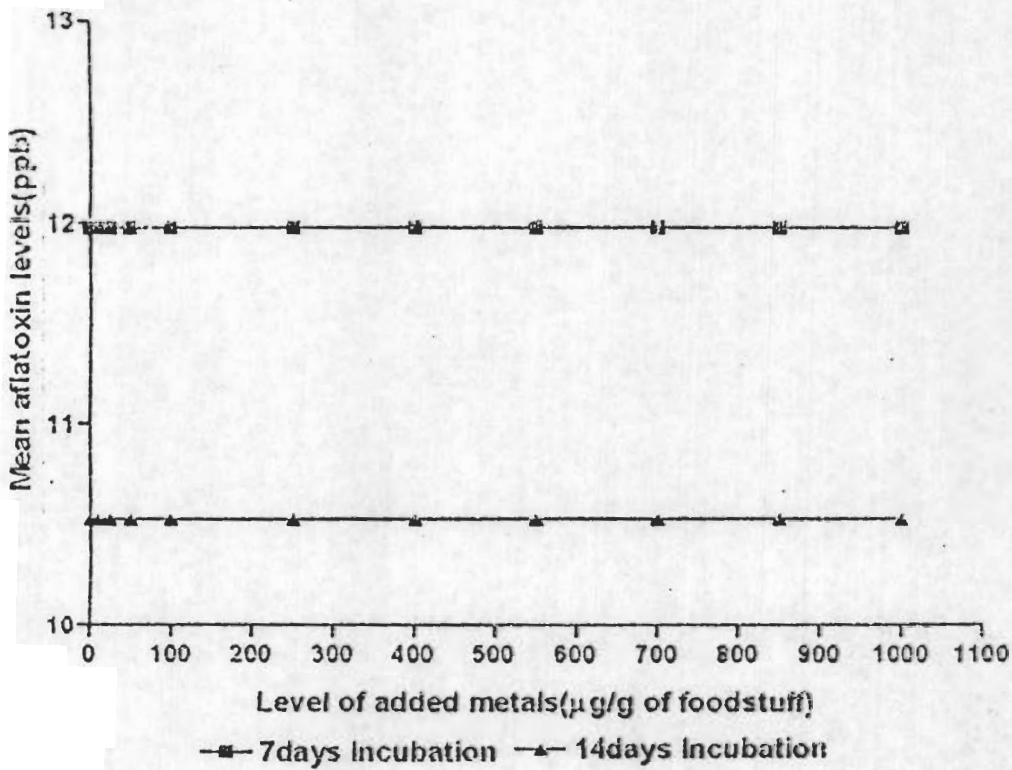 13
12
11
10
Mean aflatoxin levels(ppb)
0 100 200 300 400 500 600 700 800 900 1000 1100
Level of added metals(µg/g of foodstuff)
7days Incubation 14days Incubation